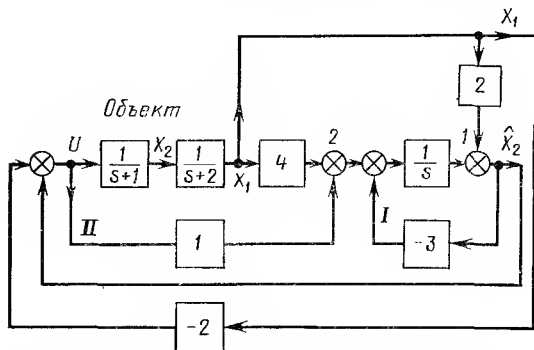 X₁
2
Объект
U
1/(s+1)
X₂
1/(s+2)
X₁
4
2
1/s
1
X̂₂
II
1
I
-3
-2